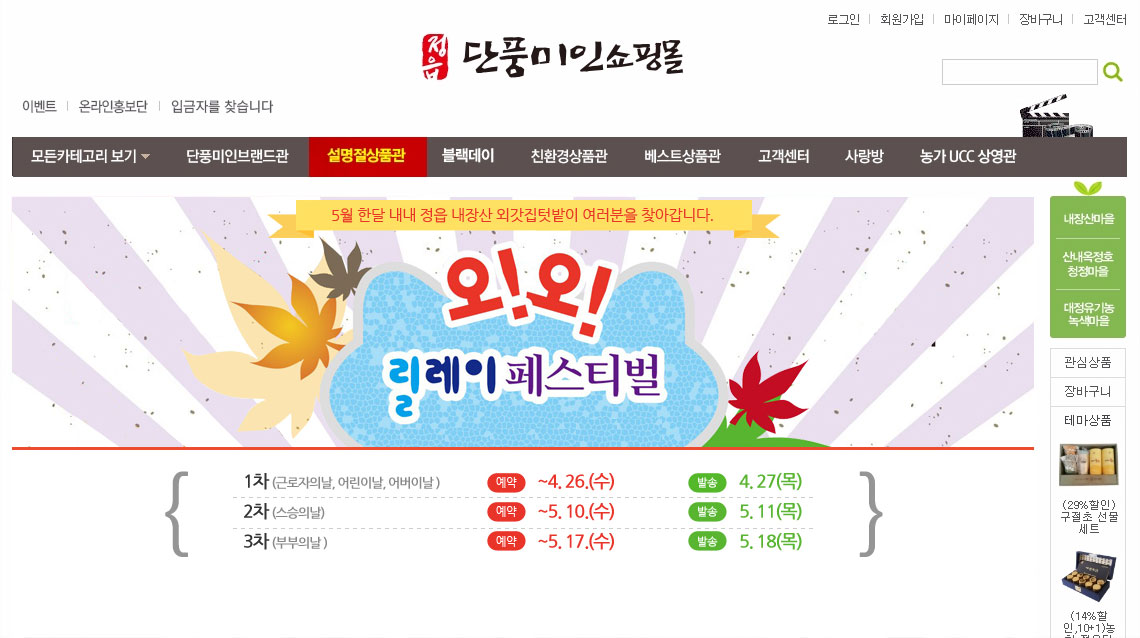 로그인 회원가입 마이페이지 장바구니 고객센터
정읍 단풍미인쇼핑몰
이벤트 온라인홍보단 입금자를 찾습니다
모든카테고리 보기 단풍미인브랜드관 설명절상품관 블랙데이 친환경상품관 베스트상품관 고객센터 사랑방 농가 UCC 상영관
5월 한달 내내 정읍 내장산 외갓집텃밭이 여러분을 찾아갑니다.
오!오!
릴레이 페스티벌
1차 (근로자의날, 어린이날, 어버이날 ) 예약 ~4. 26.(수) 발송 4. 27(목)
2차 (스승의날) 예약 ~5. 10.(수) 발송 5. 11(목)
3차 (부부의날 ) 예약 ~5. 17.(수) 발송 5. 18(목)
내장산마을
산내옥정호
청정마을
대정유기농
녹색마을
관심상품
장바구니
테마상품
(29%할인)
구절초 선물
세트
(14%할
인,10+1)농